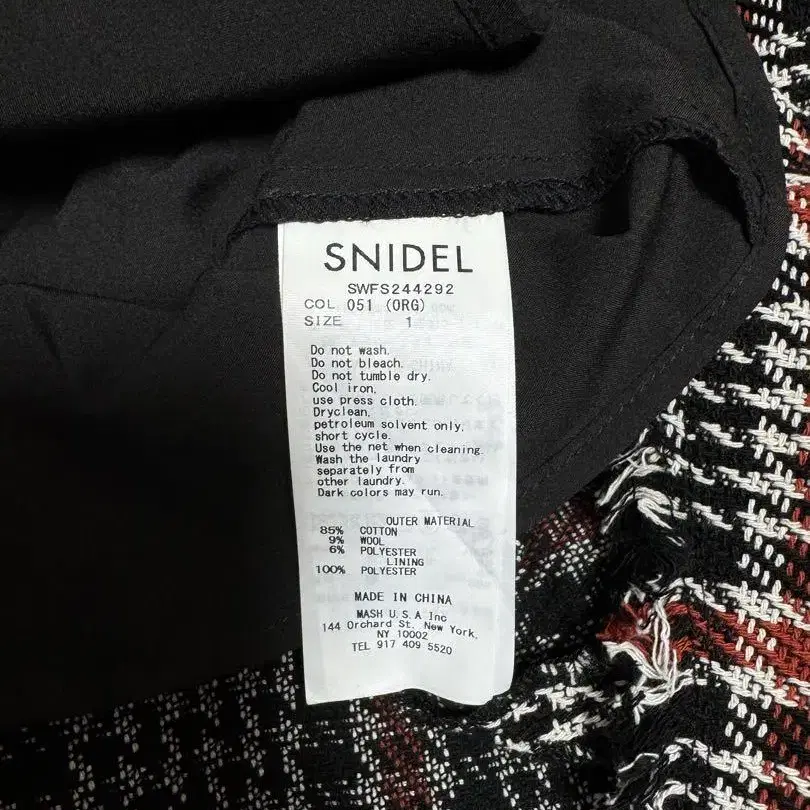 SNIDEL
SWFS244292
COL 051 (ORG)
SIZE 1
Do not wash.
Do not bleach.
Do not tumble dry.
Cool iron,
use press cloth.
Dryclean,
petroleum solvent only,
short cycle.
Use the net when cleaning.
Wash the laundry
separately from
other laundry.
Dark colors may run.
OUTER MATERIAL
85% COTTON
9% WOOL
6% POLYESTER
LINING
100% POLYESTER
MADE IN CHINA
MASH U.S.A Inc
144 Orchard St. New York,
NY 10002
TEL 917 409 5520